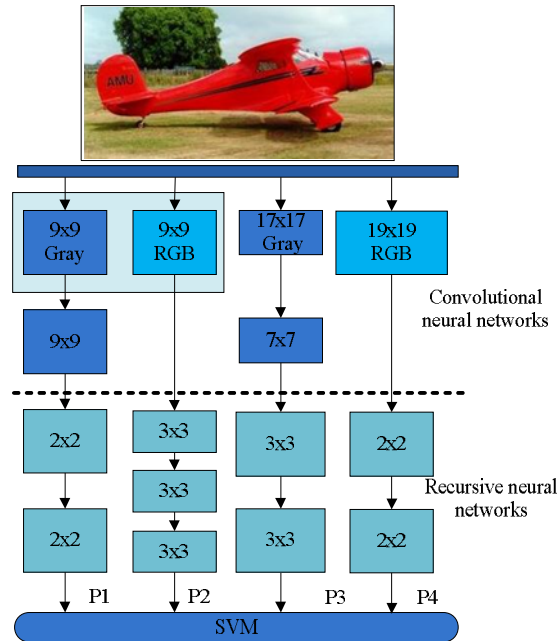 AMU
9x9
Gray
9x9
RGB
17x17
Gray
19x19
RGB
Convolutional
neural networks
9x9
7x7
2x2
3x3
3x3
2x2
3x3
Recursive neural
networks
2x2
3x3
3x3
2x2
P1
P2
P3
P4
SVM